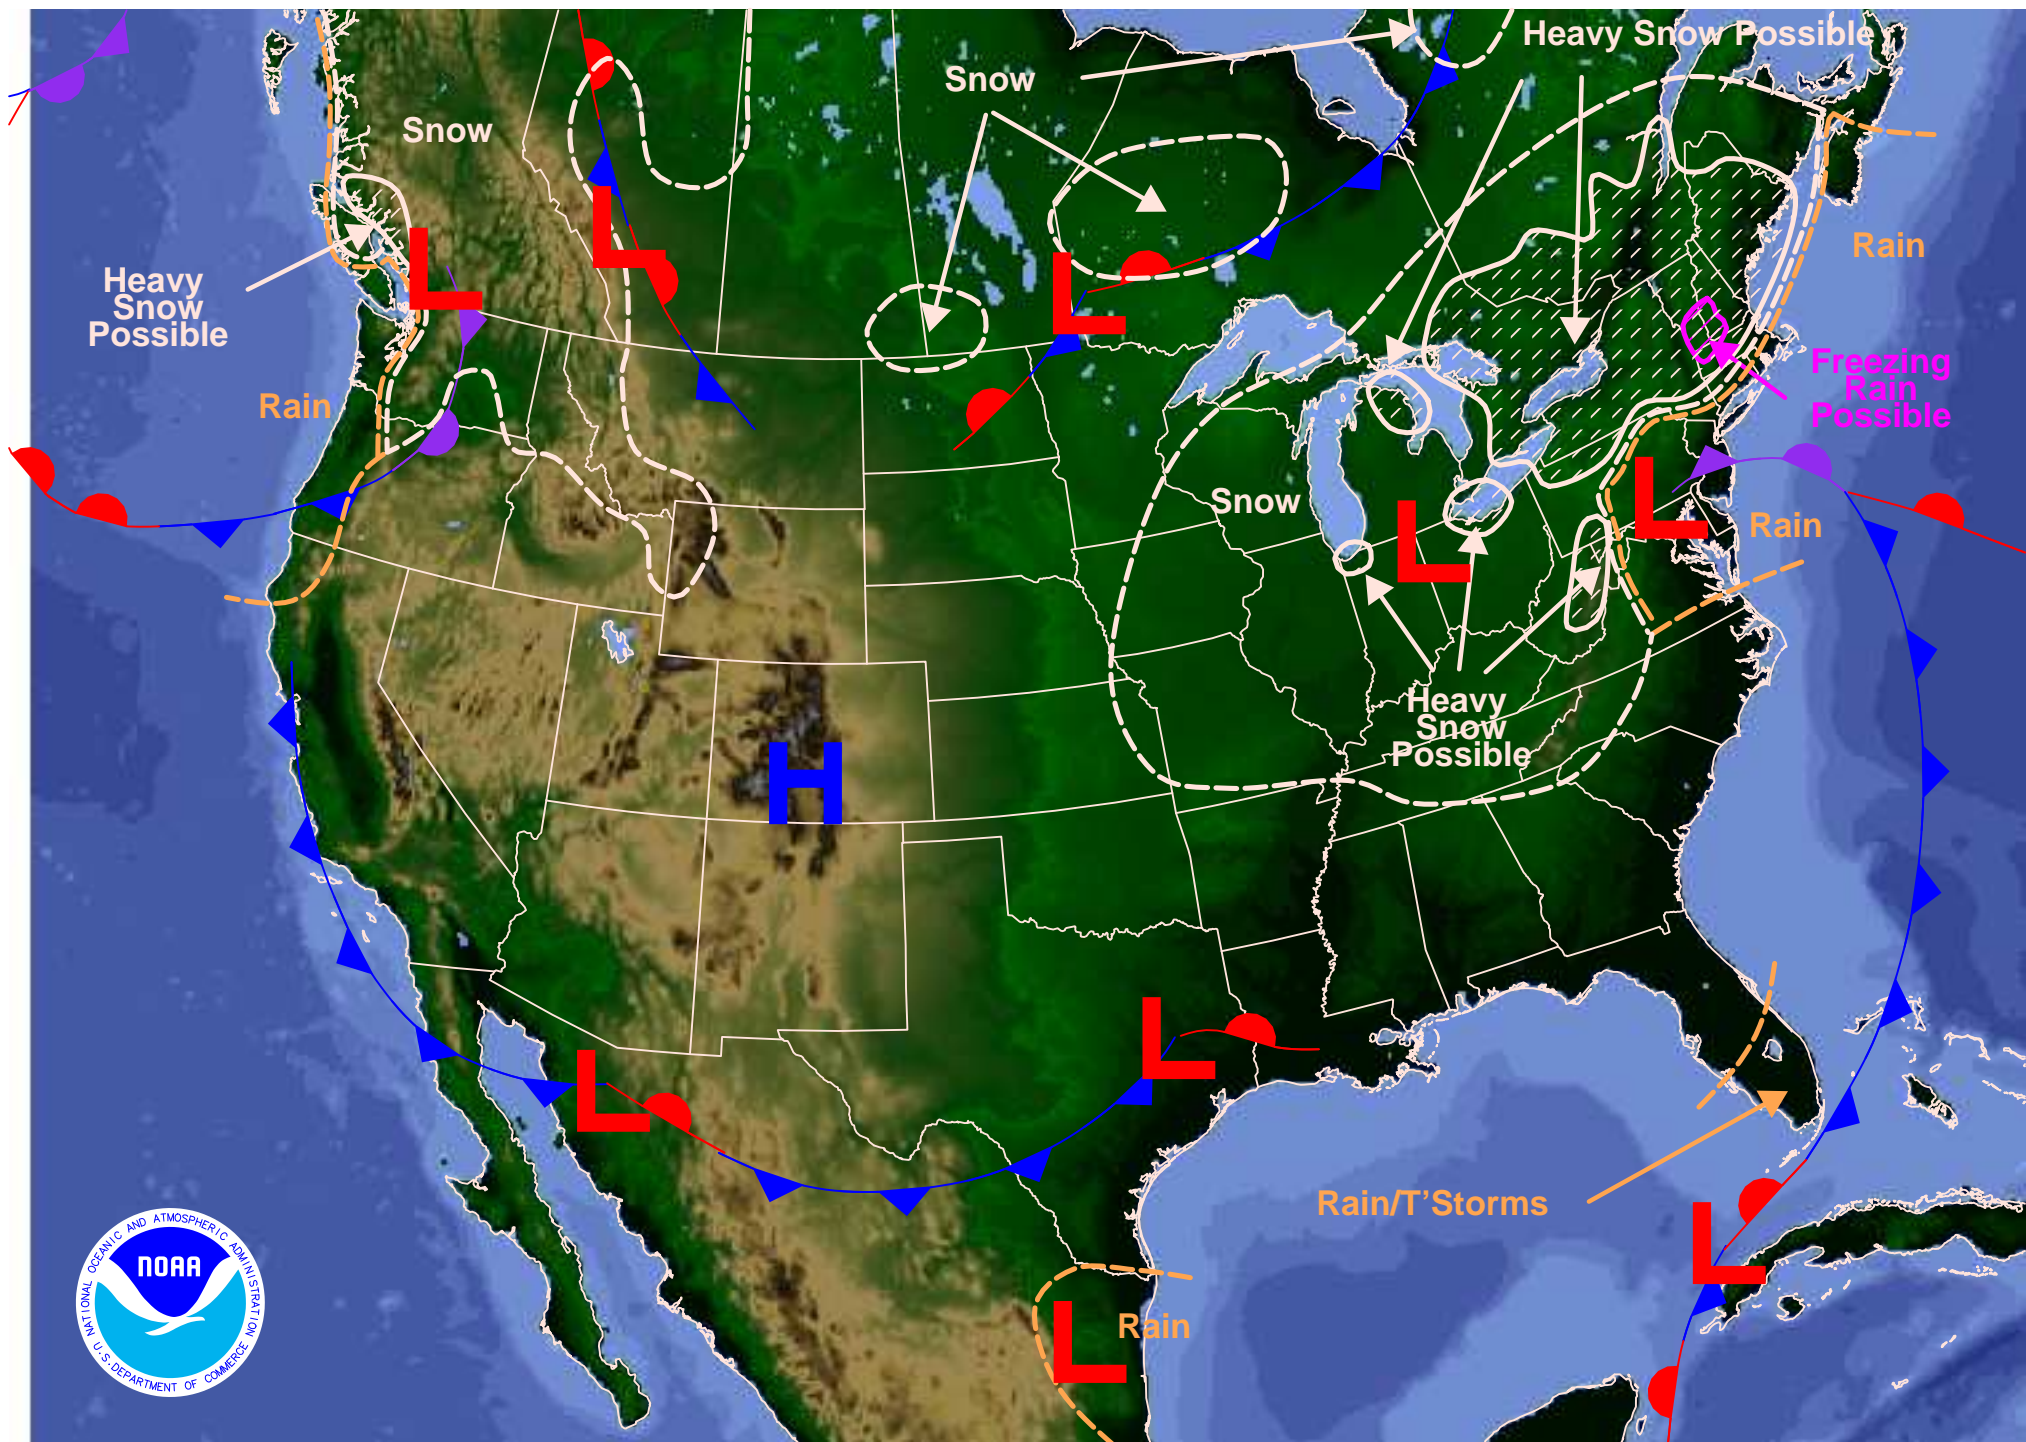 Heavy Snow Possible
Snow
Snow
Rain
Heavy
Snow
Possible
Freezing
Rain
Possible
Rain
Snow
Rain
Heavy
Snow
Possible
H
L
L
L
L
L
L
L
L
L
Rain/T'Storms
Rain
NATIONAL OCEANIC AND ATMOSPHERIC ADMINISTRATION
NOAA
U.S. DEPARTMENT OF COMMERCE